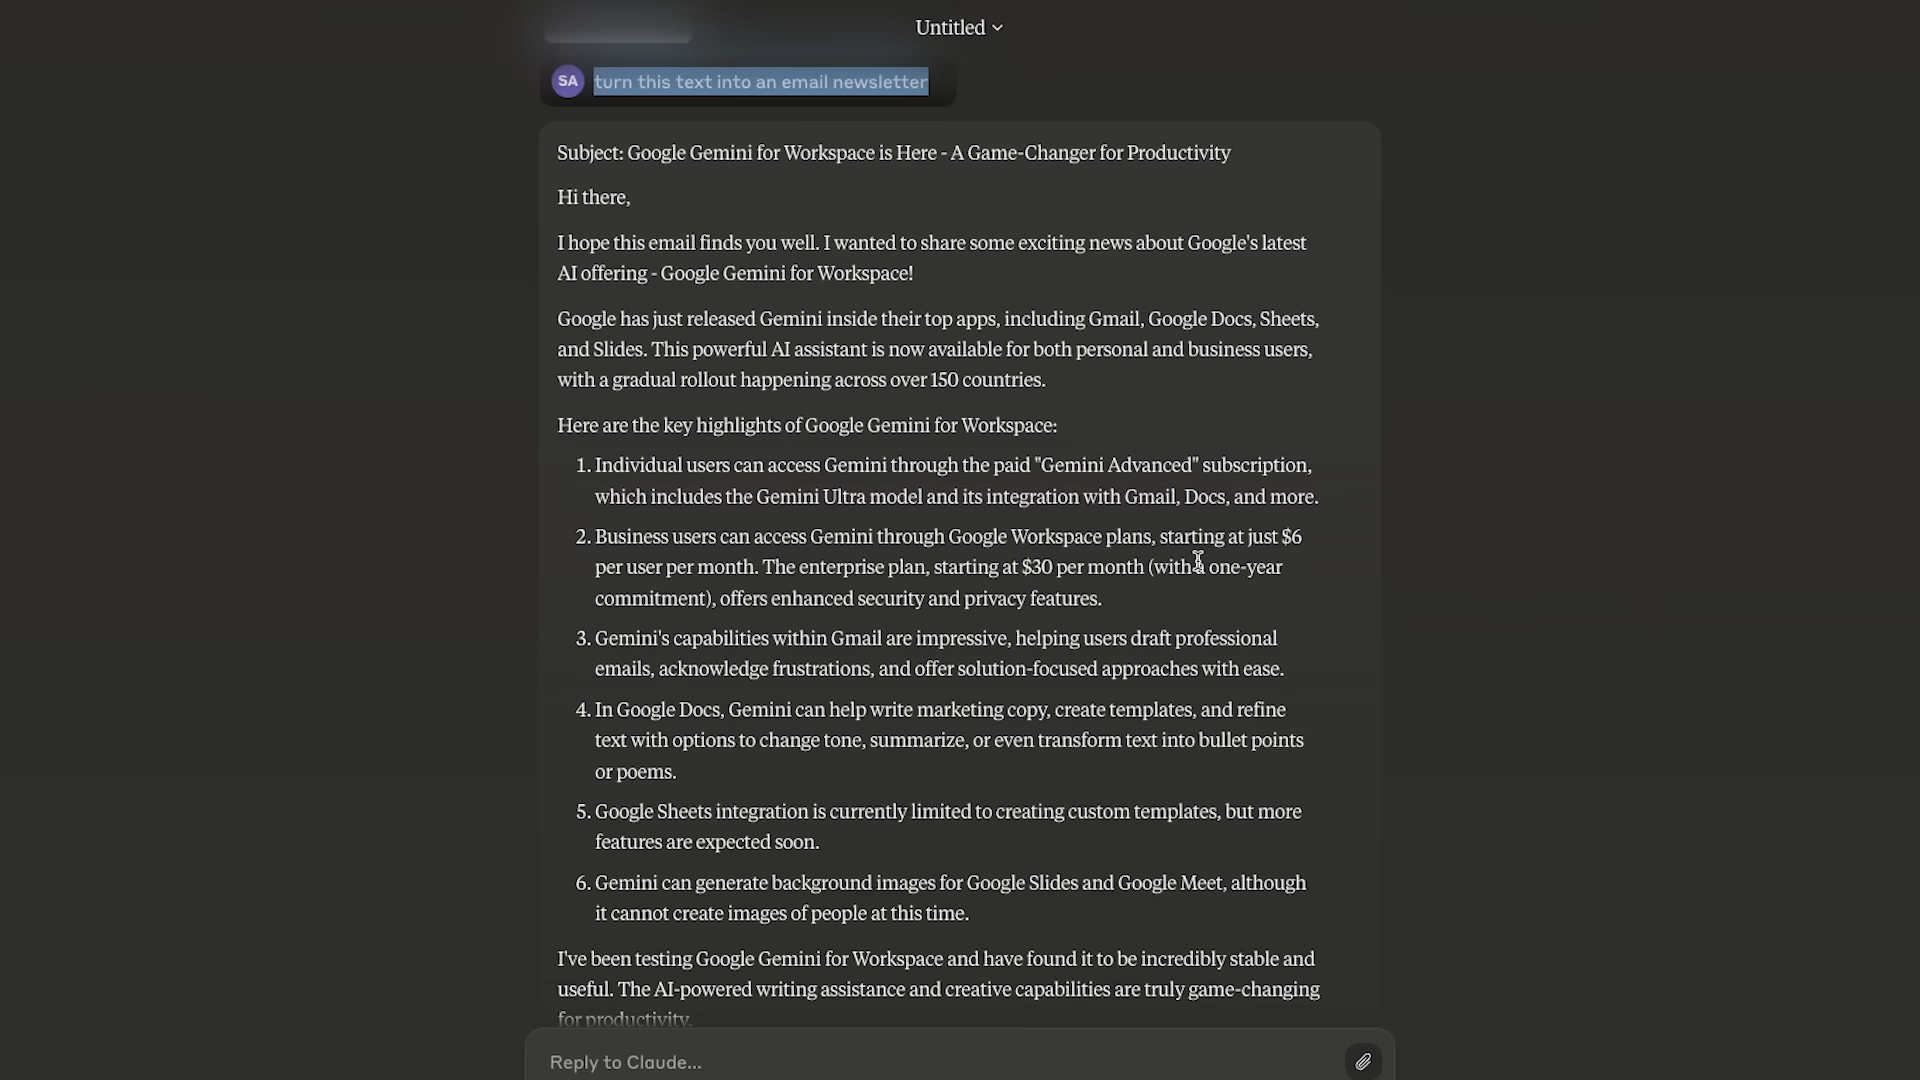 Untitled
SA turn this text into an email newsletter
Subject: Google Gemini for Workspace is Here - A Game-Changer for Productivity
Hi there,
I hope this email finds you well. I wanted to share some exciting news about Google's latest
AI offering - Google Gemini for Workspace!
Google has just released Gemini inside their top apps, including Gmail, Google Docs, Sheets,
and Slides. This powerful AI assistant is now available for both personal and business users,
with a gradual rollout happening across over 150 countries.
Here are the key highlights of Google Gemini for Workspace:
1. Individual users can access Gemini through the paid "Gemini Advanced" subscription,
which includes the Gemini Ultra model and its integration with Gmail, Docs, and more.
2. Business users can access Gemini through Google Workspace plans, starting at just $6
per user per month. The enterprise plan, starting at $30 per month (with a one-year
commitment), offers enhanced security and privacy features.
3. Gemini's capabilities within Gmail are impressive, helping users draft professional
emails, acknowledge frustrations, and offer solution-focused approaches with ease.
4. In Google Docs, Gemini can help write marketing copy, create templates, and refine
text with options to change tone, summarize, or even transform text into bullet points
or poems.
5. Google Sheets integration is currently limited to creating custom templates, but more
features are expected soon.
6. Gemini can generate background images for Google Slides and Google Meet, although
it cannot create images of people at this time.
I've been testing Google Gemini for Workspace and have found it to be incredibly stable and
useful. The AI-powered writing assistance and creative capabilities are truly game-changing
for productivity.
Reply to Claude...